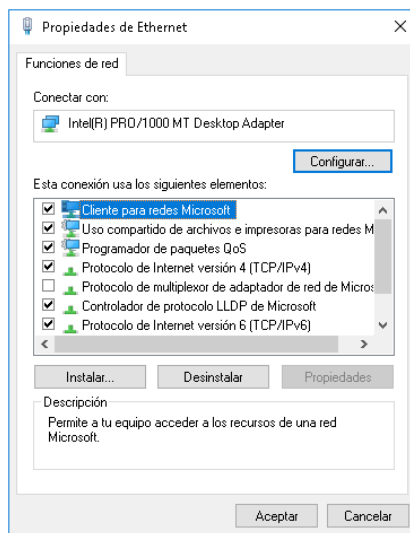 Propiedades de Ethernet
Funciones de red
Conectar con:
Intel(R) PRO/1000 MT Desktop Adapter
Configurar...
Esta conexión usa los siguientes elementos:
Cliente para redes Microsoft
Uso compartido de archivos e impresoras para redes M
Programador de paquetes QoS
Protocolo de Internet versión 4 (TCP/IPv4)
Protocolo de multiplexor de adaptador de red de Micros
Controlador de protocolo LLDP de Microsoft
Protocolo de Internet versión 6 (TCP/IPv6)
Instalar... Desinstalar Propiedades
Descripción
Permite a tu equipo acceder a los recursos de una red
Microsoft.
Aceptar Cancelar